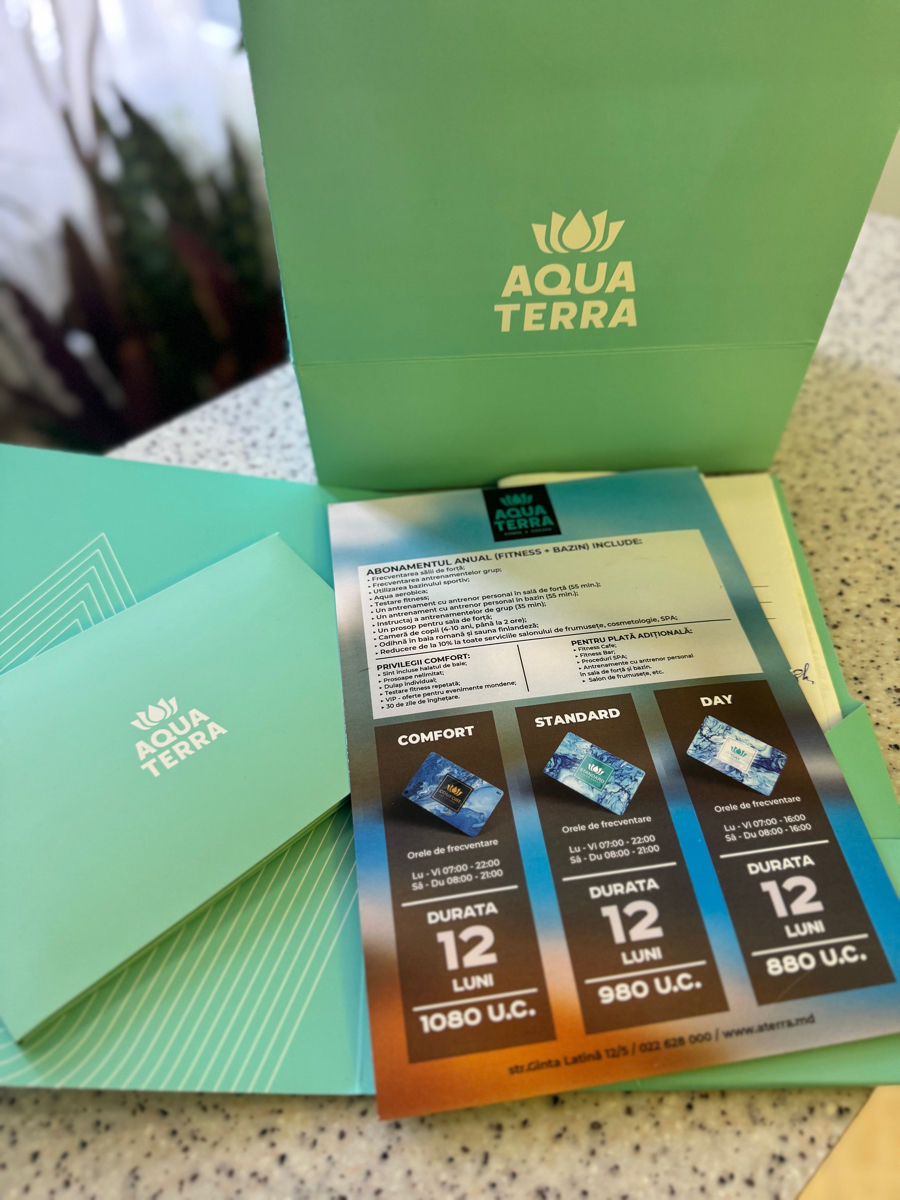 AQUA
TERRA
AQUA
TERRA
AQUA
TERRA
ABONAMENTUL ANUAL (FITNESS + BAZIN) INCLUDE:
• Frecventarea sălii de forță;
• Frecventarea antrenamentelor grup;
• Utilizarea bazinului sportiv;
• Aqua aerobica;
• Testare fitness;
• Un antrenament cu antrenor personal în sală de forță (55 min.);
• Un antrenament cu antrenor personal în bazin (55 min.);
• Instructaj a antrenamentelor de grup (35 min);
• Un prosop pentru sala de forță;
• Cameră de copii (4-10 ani, până la 2 ore);
• Odihnă în baia romană și sauna finlandeză;
• Reducere de la 10% la toate serviciile salonului de frumusețe, cosmetologie, SPA;
PRIVILEGII COMFORT:
• Sînt incluse halatul de baie;
• Prosoape nelimitat;
• Dulap individual;
• Testare fitness repetată;
• VIP - oferte pentru evenimente mondene;
• 30 de zile de înghețare.
PENTRU PLATĂ ADIȚIONALĂ:
• Fitness Cafe;
• Fitness Bar;
• Proceduri SPA;
• Antrenamente cu antrenor personal
în sala de forță și bazin.
• Salon de frumusețe, etc.
COMFORT
COMFORT
Orele de frecventare
Lu - Vi 07:00 - 22:00
Sâ - Du 08:00 - 21:00
DURATA
12
LUNI
1080 U.C.
STANDARD
STANDARD
Orele de frecventare
Lu - Vi 07:00 - 22:00
Sâ - Du 08:00 - 21:00
DURATA
12
LUNI
980 U.C.
DAY
Orele de frecventare
Lu - Vi 07:00 - 16:00
Sâ - Du 08:00 - 16:00
DURATA
12
LUNI
880 U.C.
str.Ginta Latină 12/5 / 022 628 000 / www.aterra.md